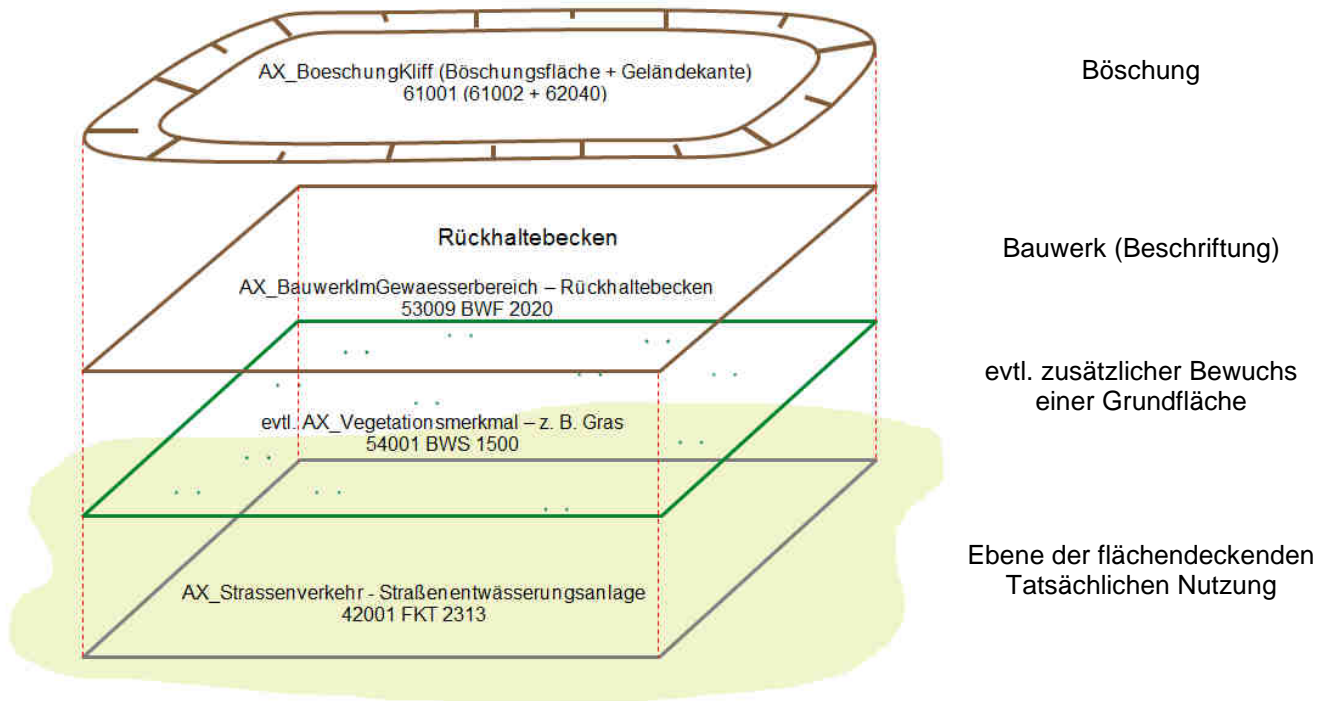 AX_BoeschungKliff (Böschungsfläche + Geländekante)
61001 (61002 + 62040)
Böschung
Rückhaltebecken
AX_BauwerkImGewaesserbereich – Rückhaltebecken
53009 BWF 2020
Bauwerk (Beschriftung)
evtl. AX_Vegetationsmerkmal – z. B. Gras
54001 BWS 1500
evtl. zusätzlicher Bewuchs
einer Grundfläche
AX_Strassenverkehr - Straßenentwässerungsanlage
42001 FKT 2313
Ebene der flächendeckenden
Tatsächlichen Nutzung